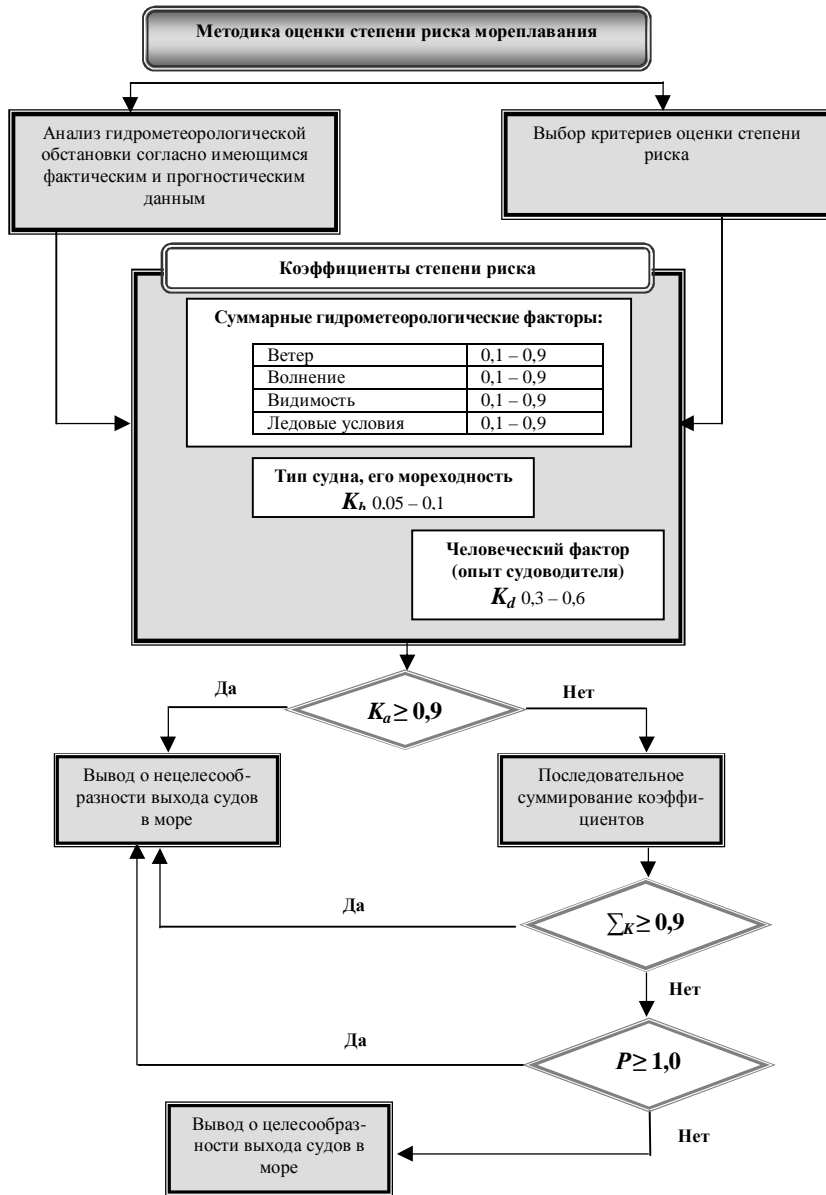 Методика оценки степени риска мореплавания
Анализ гидрометеорологической
обстановки согласно имеющимся
фактическим и прогностическим
данным
Выбор критериев оценки степени
риска
Коэффициенты степени риска
Суммарные гидрометеорологические факторы:
Ветер 0,1 – 0,9
Волнение 0,1 – 0,9
Видимость 0,1 – 0,9
Ледовые условия 0,1 – 0,9
Тип судна, его мореходность
K_b 0,05 – 0,1
Человеческий фактор
(опыт судоводителя)
K_d 0,3 – 0,6
Да
K_a ≥ 0,9
Нет
Вывод о нецелесооб-
разности выхода судов
в море
Последовательное
суммирование коэффи-
циентов
Да
∑_K ≥ 0,9
Нет
Да
P ≥ 1,0
Вывод о целесообраз-
ности выхода судов в
море
Нет